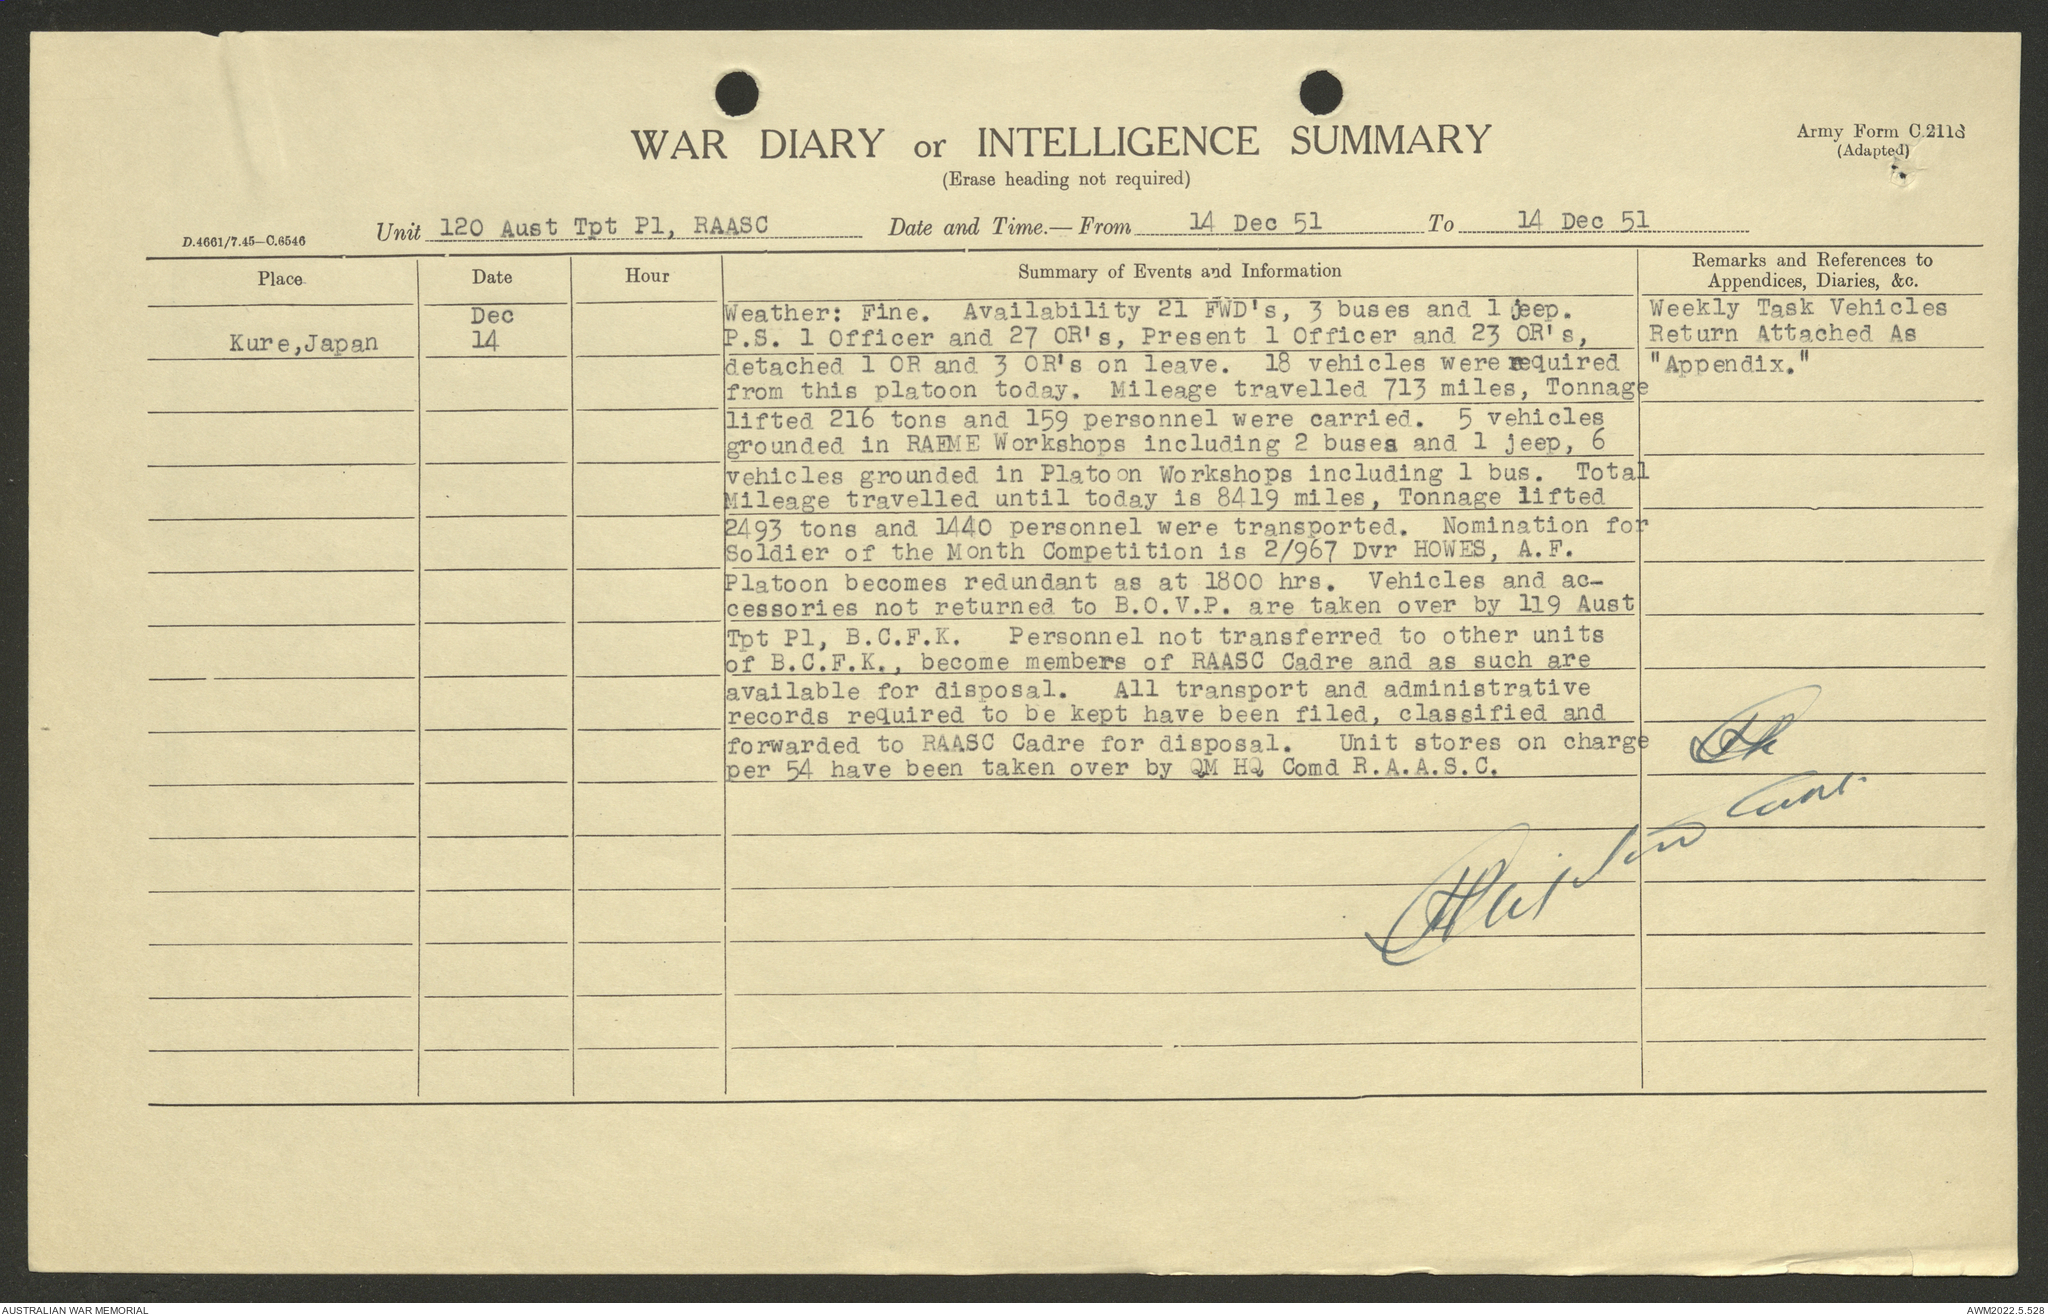 WAR DIARY or INTELLIGENCE SUMMARY
(Erase heading not required)
Army Form C.2118
(Adapted)
D.4661/7.45—C.6546
Unit 120 Aust Tpt Pl, RAASC Date and Time.—From 14 Dec 51 To 14 Dec 51
Place Date Hour Summary of Events and Information Remarks and References to Appendices, Diaries, &c.
Kure,Japan
Dec
14
Weather: Fine. Availability 21 FWD's, 3 buses and 1 jeep.
P.S. 1 Officer and 27 OR's, Present 1 Officer and 23 OR's,
detached 1 OR and 3 OR's on leave. 18 vehicles were required
from this platoon today. Mileage travelled 713 miles, Tonnage
lifted 216 tons and 159 personnel were carried. 5 vehicles
grounded in RAEME Workshops including 2 buses and 1 jeep, 6
vehicles grounded in Platoon Workshops including 1 bus. Total
Mileage travelled until today is 8419 miles, Tonnage lifted
2493 tons and 1440 personnel were transported. Nomination for
Soldier of the Month Competition is 2/967 Dvr HOWES, A.F.
Platoon becomes redundant as at 1800 hrs. Vehicles and ac-
cessories not returned to B.O.V.P. are taken over by 119 Aust
Tpt Pl, B.C.F.K. Personnel not transferred to other units
of B.C.F.K., become members of RAASC Cadre and as such are
available for disposal. All transport and administrative
records required to be kept have been filed, classified and
forwarded to RAASC Cadre for disposal. Unit stores on charge
per 54 have been taken over by QM HQ Comd R.A.A.S.C.
Weekly Task Vehicles
Return Attached As
"Appendix."
AUSTRALIAN WAR MEMORIAL
AWM2022.5.528